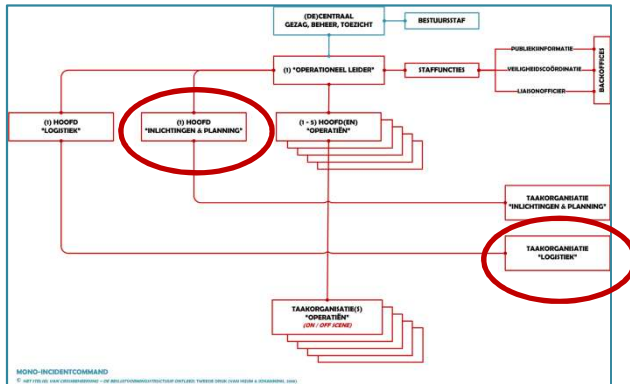 (DE)CENTRAAL
GEZAG, BEHEER, TOEZICHT
BESTUURSSTAF
(1) "OPERATIONEEL LEIDER"
STAFFUNCTIES
PUBLIEKSINFORMATIE
VEILIGHEIDSCOÖRDINATIE
LIAISONOFFICIER
BACKOFFICES
(1) HOOFD
"LOGISTIEK"
(1) HOOFD
"INLICHTINGEN & PLANNING"
(1 - 5) HOOFD(EN)
"OPERATIËN"
TAAKORGANISATIE
"INLICHTINGEN & PLANNING"
TAAKORGANISATIE
"LOGISTIEK"
TAAKORGANISATIE(S)
"OPERATIËN"
(ON / OFF SCENE)
MONO-INCIDENTCOMMAND